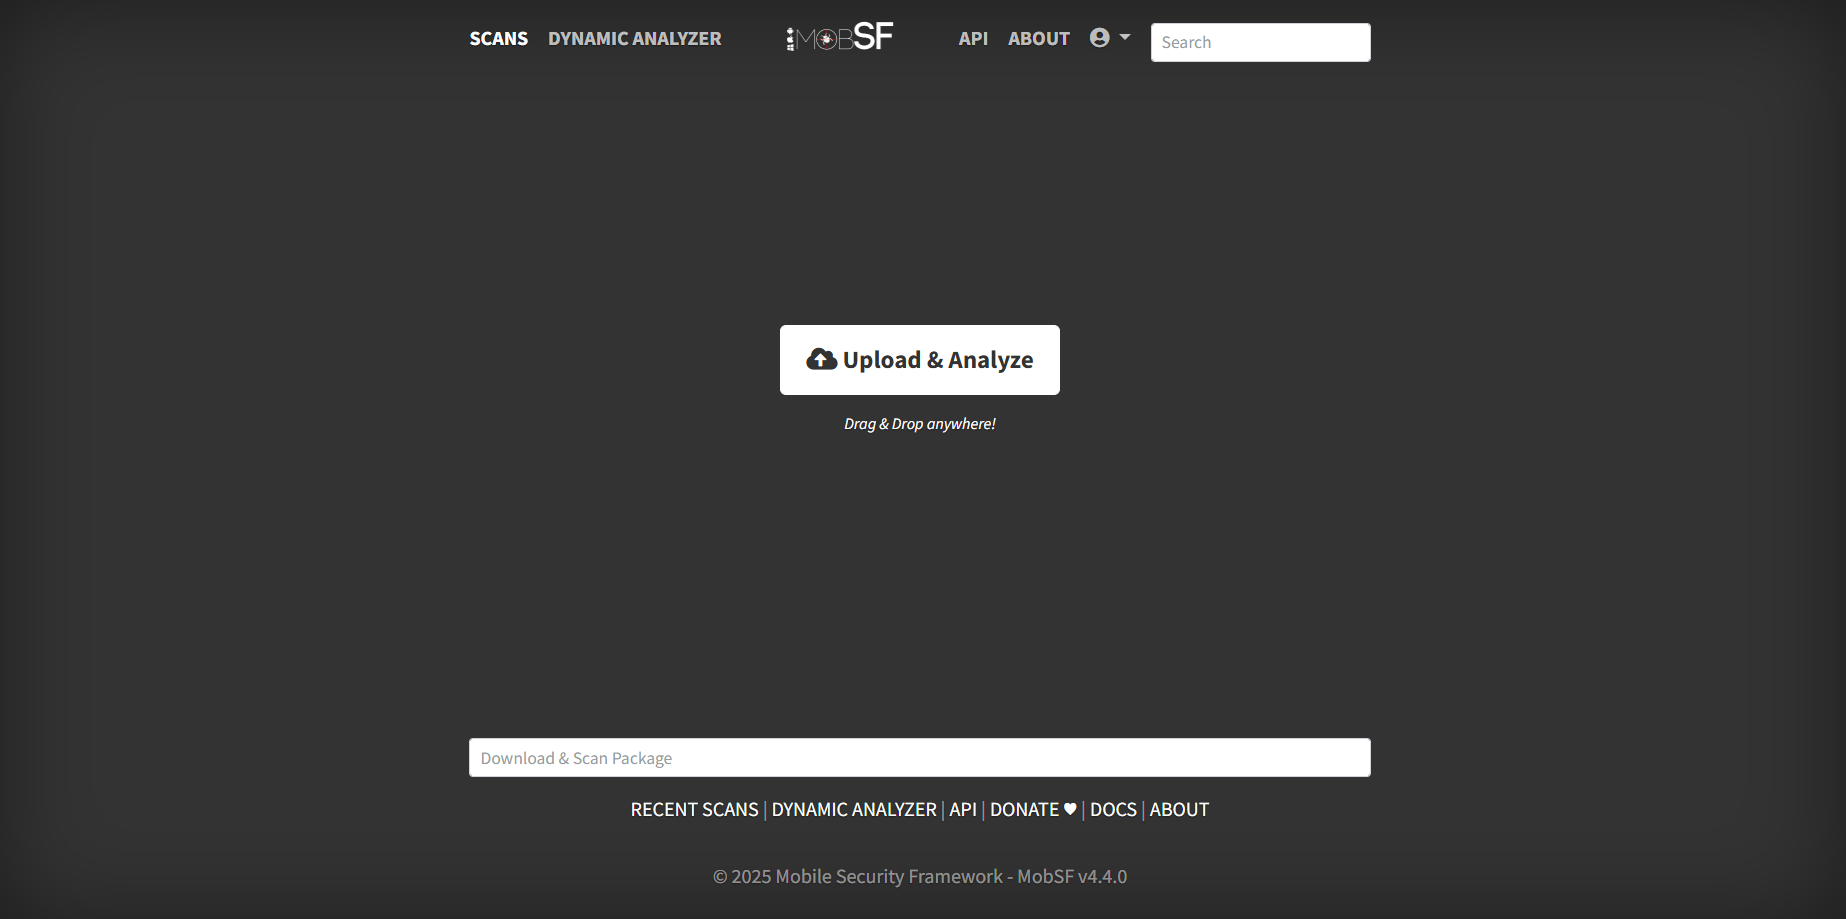 SCANS DYNAMIC ANALYZER MOBSF API ABOUT Search
Upload & Analyze
Drag & Drop anywhere!
Download & Scan Package
RECENT SCANS | DYNAMIC ANALYZER | API | DONATE ♥ | DOCS | ABOUT
© 2025 Mobile Security Framework - MobSF v4.4.0